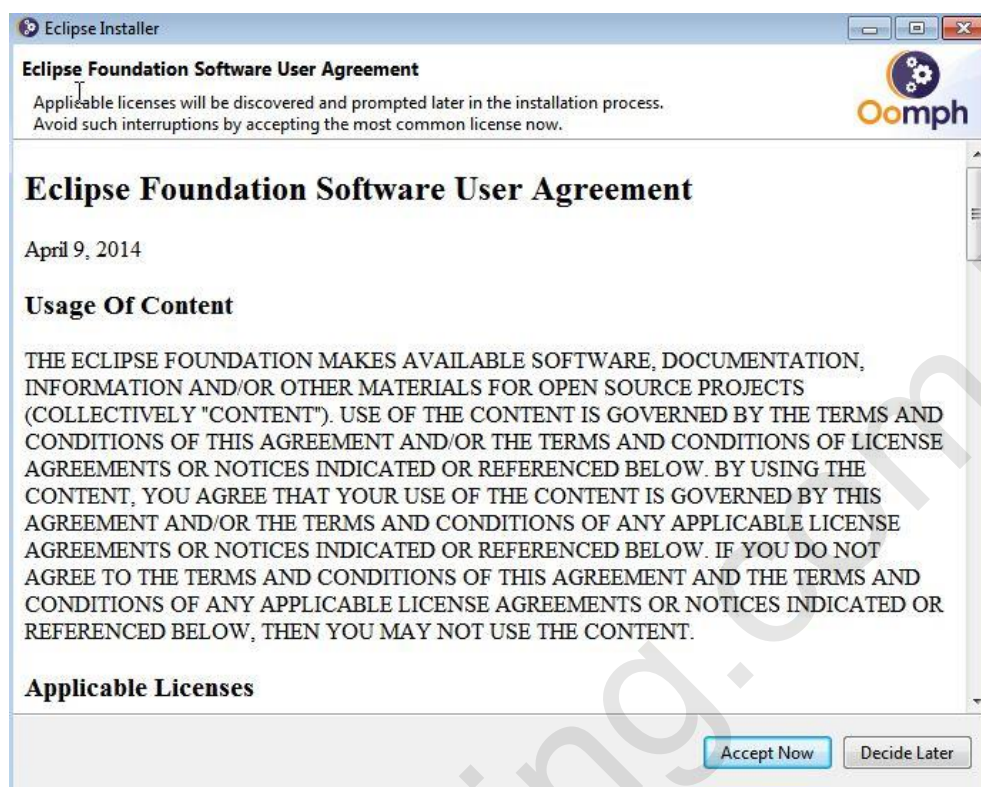 Eclipse Installer
Eclipse Foundation Software User Agreement
Applicable licenses will be discovered and prompted later in the installation process.
Avoid such interruptions by accepting the most common license now.
Oomph
Eclipse Foundation Software User Agreement
April 9, 2014
Usage Of Content
THE ECLIPSE FOUNDATION MAKES AVAILABLE SOFTWARE, DOCUMENTATION,
INFORMATION AND/OR OTHER MATERIALS FOR OPEN SOURCE PROJECTS
(COLLECTIVELY "CONTENT"). USE OF THE CONTENT IS GOVERNED BY THE TERMS AND
CONDITIONS OF THIS AGREEMENT AND/OR THE TERMS AND CONDITIONS OF LICENSE
AGREEMENTS OR NOTICES INDICATED OR REFERENCED BELOW. BY USING THE
CONTENT, YOU AGREE THAT YOUR USE OF THE CONTENT IS GOVERNED BY THIS
AGREEMENT AND/OR THE TERMS AND CONDITIONS OF ANY APPLICABLE LICENSE
AGREEMENTS OR NOTICES INDICATED OR REFERENCED BELOW. IF YOU DO NOT
AGREE TO THE TERMS AND CONDITIONS OF THIS AGREEMENT AND THE TERMS AND
CONDITIONS OF ANY APPLICABLE LICENSE AGREEMENTS OR NOTICES INDICATED OR
REFERENCED BELOW, THEN YOU MAY NOT USE THE CONTENT.
Applicable Licenses
Accept Now
Decide Later